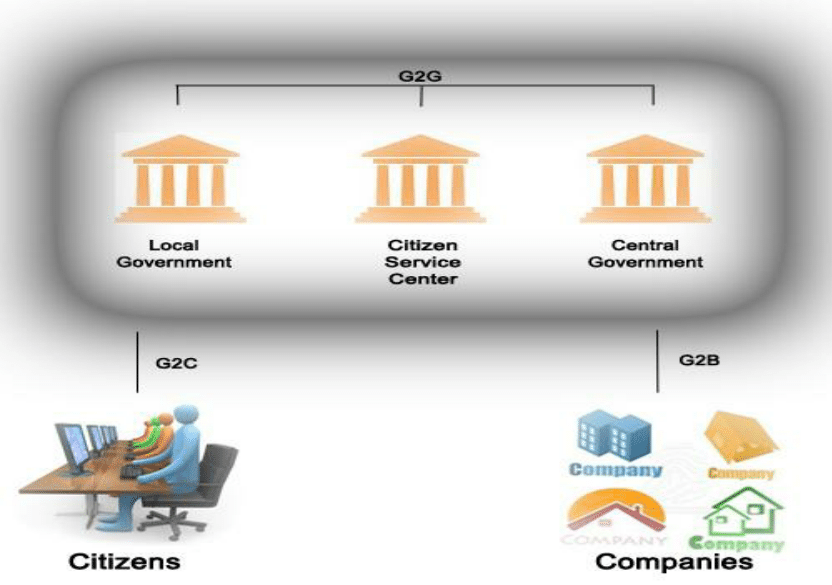 G2G
Local
Government
Citizen
Service
Center
Central
Government
G2C
G2B
Company
Company
COMPANY
Company
Citizens
Companies